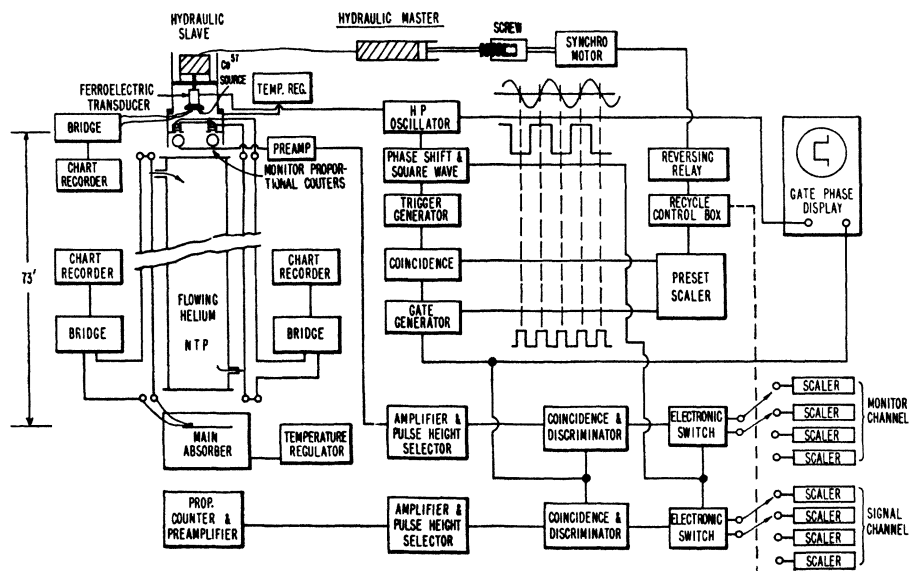 HYDRAULIC
SLAVE
HYDRAULIC MASTER
SCREW
SYNCHRO
MOTOR
Co57
SOURCE
FERROELECTRIC
TRANSDUCER
TEMP. REG.
BRIDGE
CHART
RECORDER
PREAMP
MONITOR PROPOR-
TIONAL COUTERS
H P
OSCILLATOR
PHASE SHIFT &
SQUARE WAVE
TRIGGER
GENERATOR
COINCIDENCE
GATE
GENERATOR
REVERSING
RELAY
RECYCLE
CONTROL BOX
PRESET
SCALER
GATE PHASE
DISPLAY
73'
CHART
RECORDER
BRIDGE
FLOWING
HELIUM
N T P
CHART
RECORDER
BRIDGE
MAIN
ABSORBER
TEMPERATURE
REGULATOR
AMPLIFIER &
PULSE HEIGHT
SELECTOR
COINCIDENCE
& DISCRIMINATOR
ELECTRONIC
SWITCH
SCALER
SCALER
SCALER
SCALER
MONITOR
CHANNEL
PROP.
COUNTER &
PREAMPLIFIER
AMPLIFIER &
PULSE HEIGHT
SELECTOR
COINCIDENCE &
DISCRIMINATOR
ELECTRONIC
SWITCH
SCALER
SCALER
SCALER
SCALER
SIGNAL
CHANNEL